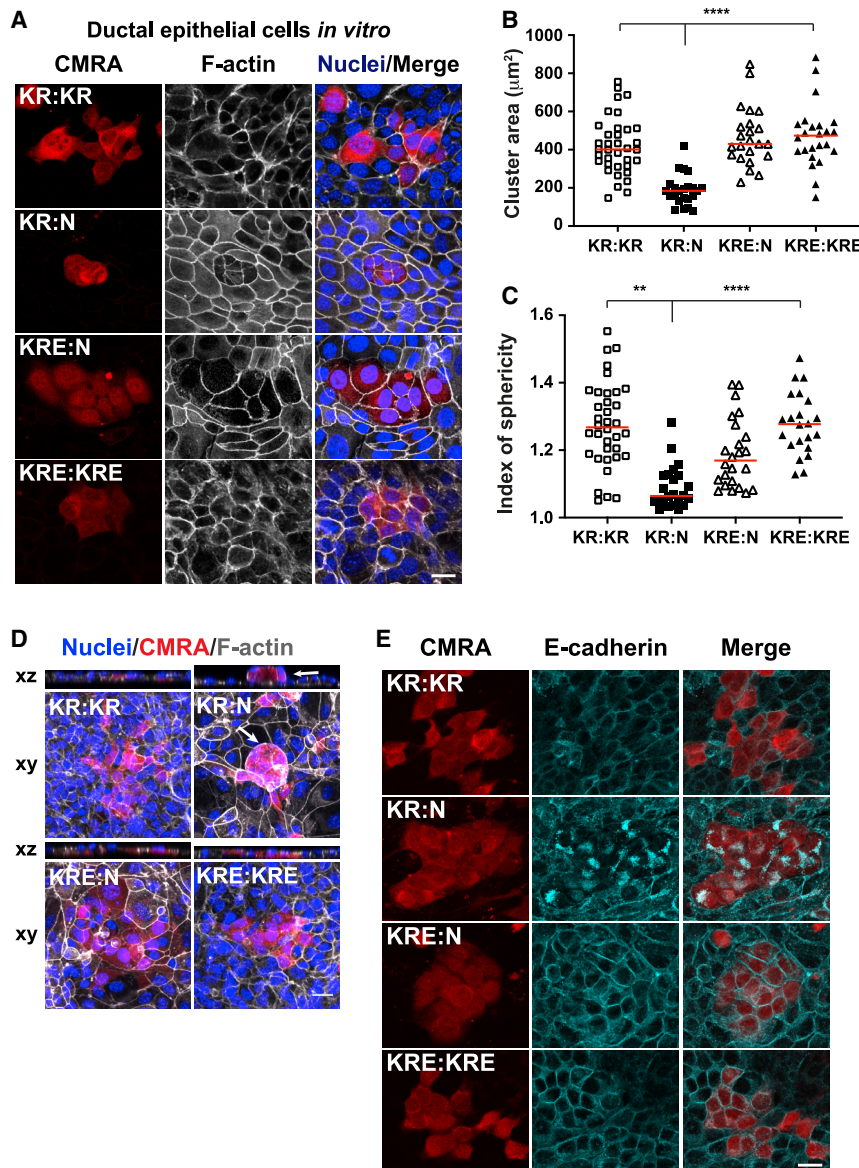 A
Ductal epithelial cells in vitro
CMRA F-actin Nuclei/Merge
KR:KR
KR:N
KRE:N
KRE:KRE
B
****
Cluster area (μm²)
1000
800
600
400
200
0
KR:KR KR:N KRE:N KRE:KRE
C
** ****
Index of sphericity
1.6
1.4
1.2
1.0
KR:KR KR:N KRE:N KRE:KRE
D
Nuclei/CMRA/F-actin
xz
KR:KR KR:N
xy
xz
KRE:N KRE:KRE
xy
E
CMRA E-cadherin Merge
KR:KR
KR:N
KRE:N
KRE:KRE